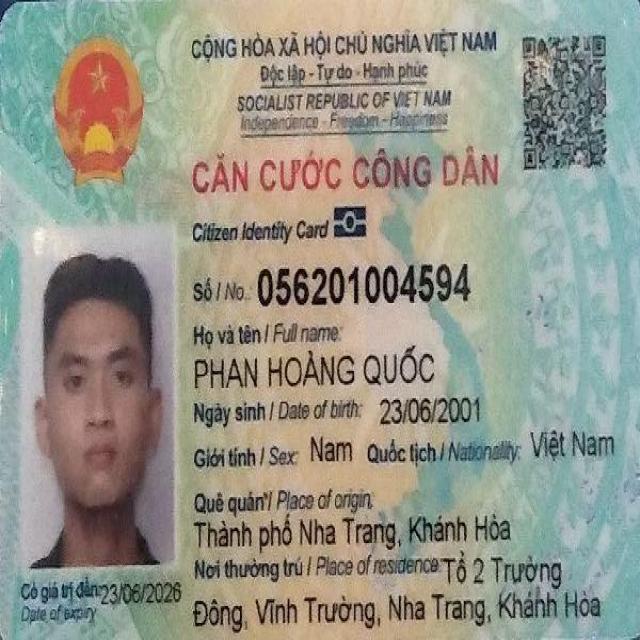 CỘNG HÒA XÃ HỘI CHỦ NGHĨA VIỆT NAM
Độc lập - Tự do - Hạnh phúc
SOCIALIST REPUBLIC OF VIET NAM
Independence - Freedom - Happiness
CĂN CƯỚC CÔNG DÂN
Citizen Identity Card
Số / No.: 056201004594
Họ và tên / Full name:
PHAN HOÀNG QUỐC
Ngày sinh / Date of birth: 23/06/2001
Giới tính / Sex: Nam Quốc tịch / Nationality: Việt Nam
Quê quán / Place of origin:
Thành phố Nha Trang, Khánh Hòa
Nơi thường trú / Place of residence: Tổ 2 Trường
Đông, Vĩnh Trường, Nha Trang, Khánh Hòa
Có giá trị đến: 23/06/2026
Date of expiry